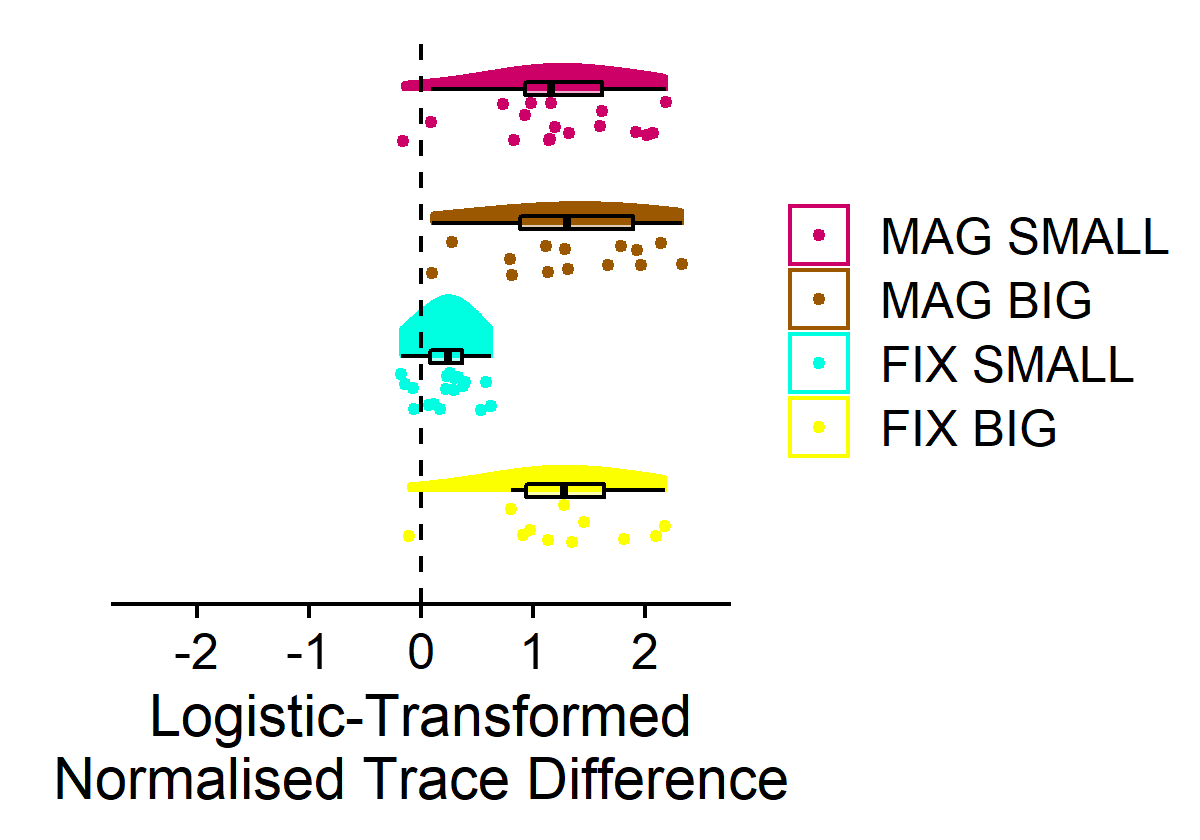 MAG SMALL
MAG BIG
FIX SMALL
FIX BIG
-2 -1 0 1 2
Logistic-Transformed
Normalised Trace Difference